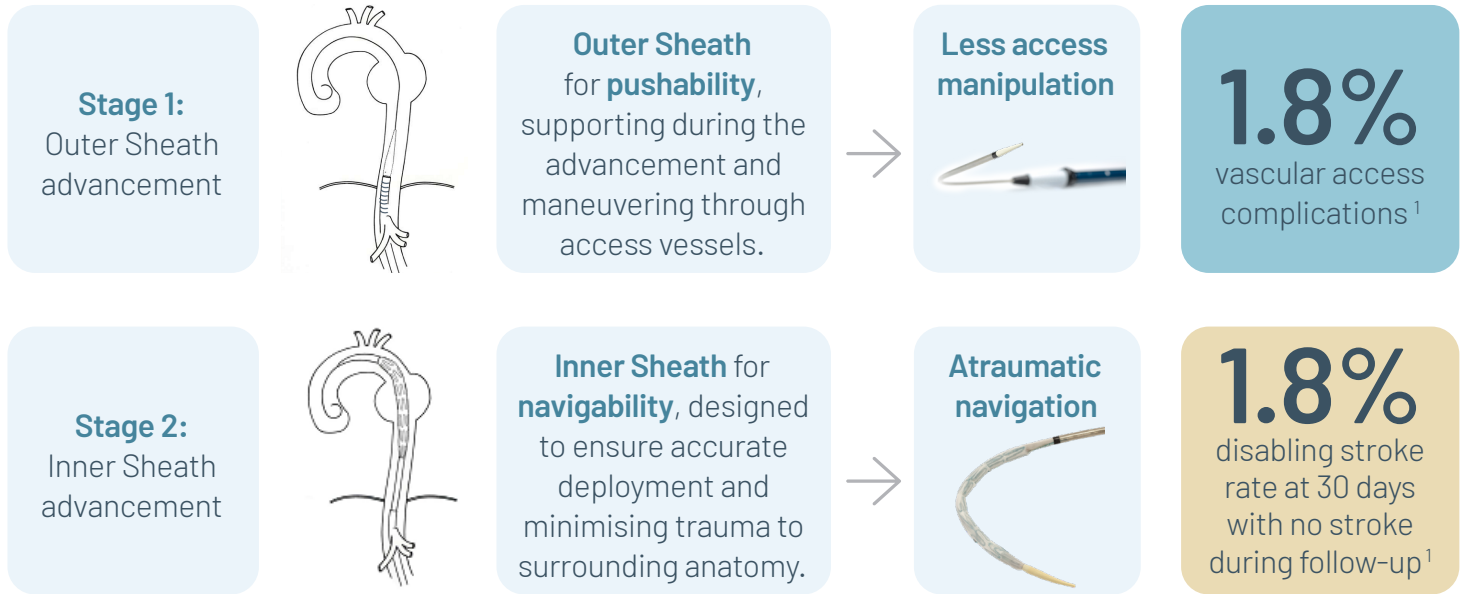 Stage 1:
Outer Sheath
advancement
Outer Sheath
for pushability,
supporting during the
advancement and
maneuvering through
access vessels.
Less access
manipulation
1.8%
vascular access
complications 1
Stage 2:
Inner Sheath
advancement
Inner Sheath for
navigability, designed
to ensure accurate
deployment and
minimising trauma to
surrounding anatomy.
Atraumatic
navigation
1.8%
disabling stroke
rate at 30 days
with no stroke
during follow-up 1